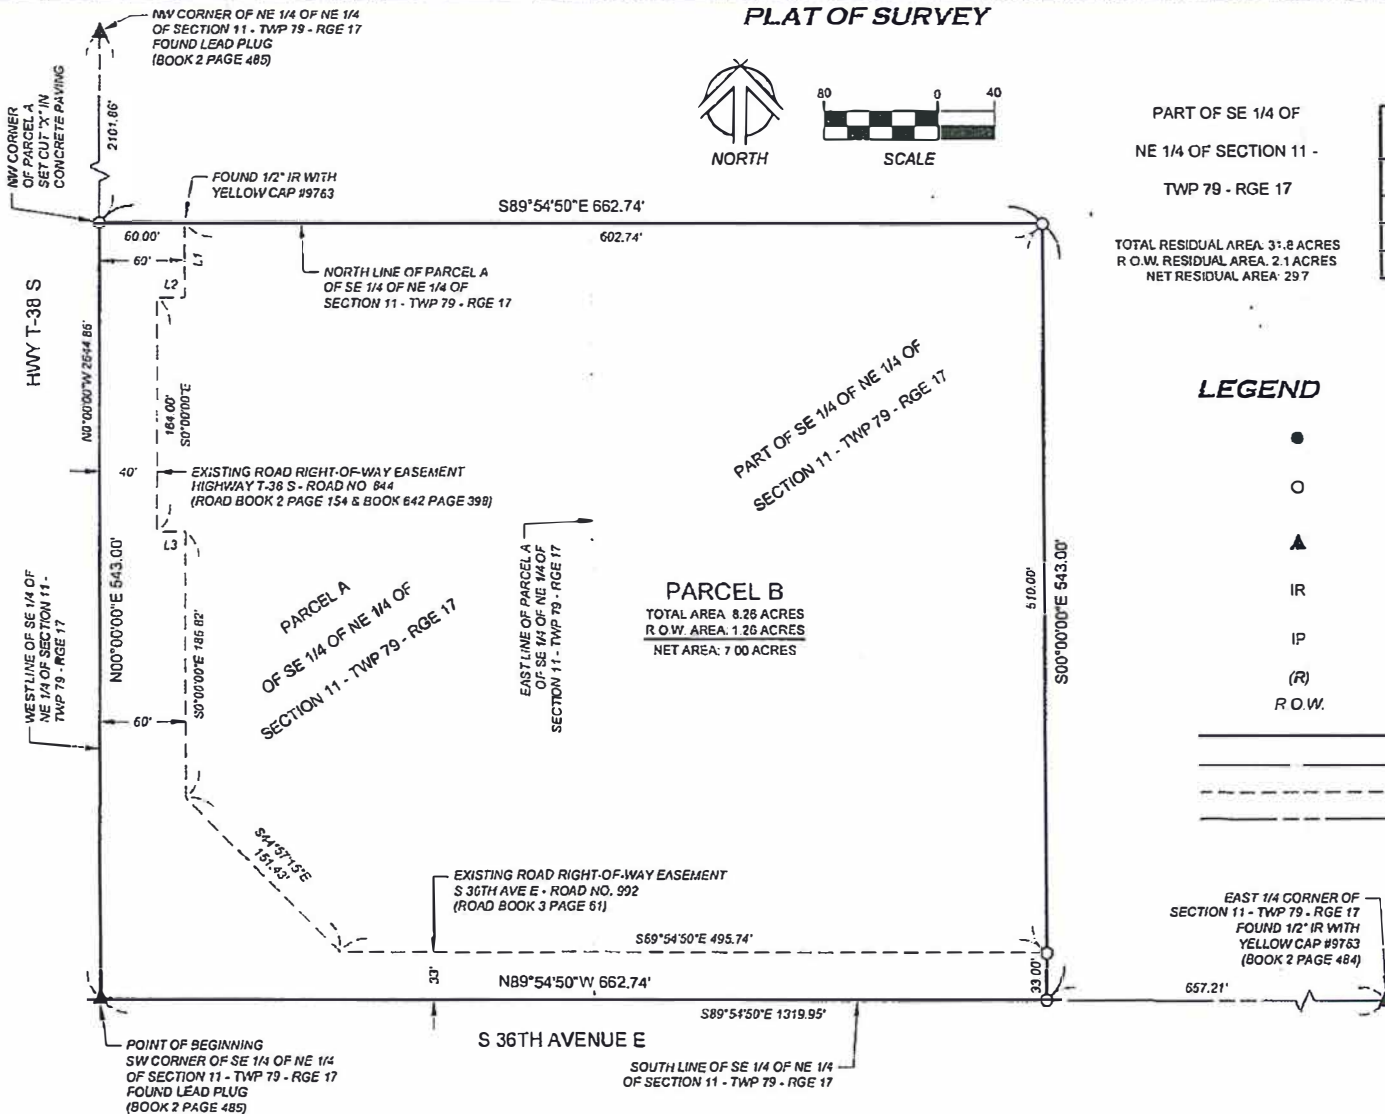 PLAT OF SURVEY
NW CORNER OF NE 1/4 OF NE 1/4
OF SECTION 11 - TWP 79 - RGE 17
FOUND LEAD PLUG
(BOOK 2 PAGE 485)
NW CORNER
OF PARCEL A
SET CUT "X" IN
CONCRETE PAVING
2101.86'
FOUND 1/2" IR WITH
YELLOW CAP #9763
NORTH
80 0 40
SCALE
PART OF SE 1/4 OF
NE 1/4 OF SECTION 11 -
TWP 79 - RGE 17
TOTAL RESIDUAL AREA: 31.8 ACRES
R.O.W. RESIDUAL AREA: 2.1 ACRES
NET RESIDUAL AREA: 29.7
S89°54'50"E 662.74'
60.00'
602.74'
60'
L1
L2
NORTH LINE OF PARCEL A
OF SE 1/4 OF NE 1/4 OF
SECTION 11 - TWP 79 - RGE 17
HWY T-38 S
N0°00'00"W 2644.86'
164.00'
S0°00'00"E
40'
EXISTING ROAD RIGHT-OF-WAY EASEMENT
HIGHWAY T-38 S - ROAD NO. 644
(ROAD BOOK 2 PAGE 154 & BOOK 642 PAGE 398)
L3
PART OF SE 1/4 OF NE 1/4 OF
SECTION 11 - TWP 79 - RGE 17
LEGEND
IR
IP
(R)
R.O.W.
WEST LINE OF SE 1/4 OF
NE 1/4 OF SECTION 11 -
TWP 79 - RGE 17
N00°00'00"E 543.00'
S0°00'00"E 186.82'
60'
PARCEL A
OF SE 1/4 OF NE 1/4 OF
SECTION 11 - TWP 79 - RGE 17
EAST LINE OF PARCEL A
OF SE 1/4 OF NE 1/4 OF
SECTION 11 - TWP 79 - RGE 17
PARCEL B
TOTAL AREA: 8.26 ACRES
R.O.W. AREA: 1.26 ACRES
NET AREA: 7.00 ACRES
510.00'
S00°00'00"E 543.00'
S44°57'15"E
151.43'
EXISTING ROAD RIGHT-OF-WAY EASEMENT
S 36TH AVE E - ROAD NO. 992
(ROAD BOOK 3 PAGE 61)
S89°54'50"E 495.74'
33'
33.00'
N89°54'50"W 662.74'
S89°54'50"E 1319.95'
657.21'
EAST 1/4 CORNER OF
SECTION 11 - TWP 79 - RGE 17
FOUND 1/2" IR WITH
YELLOW CAP #9763
(BOOK 2 PAGE 484)
S 36TH AVENUE E
POINT OF BEGINNING
SW CORNER OF SE 1/4 OF NE 1/4
OF SECTION 11 - TWP 79 - RGE 17
FOUND LEAD PLUG
(BOOK 2 PAGE 485)
SOUTH LINE OF SE 1/4 OF NE 1/4
OF SECTION 11 - TWP 79 - RGE 17